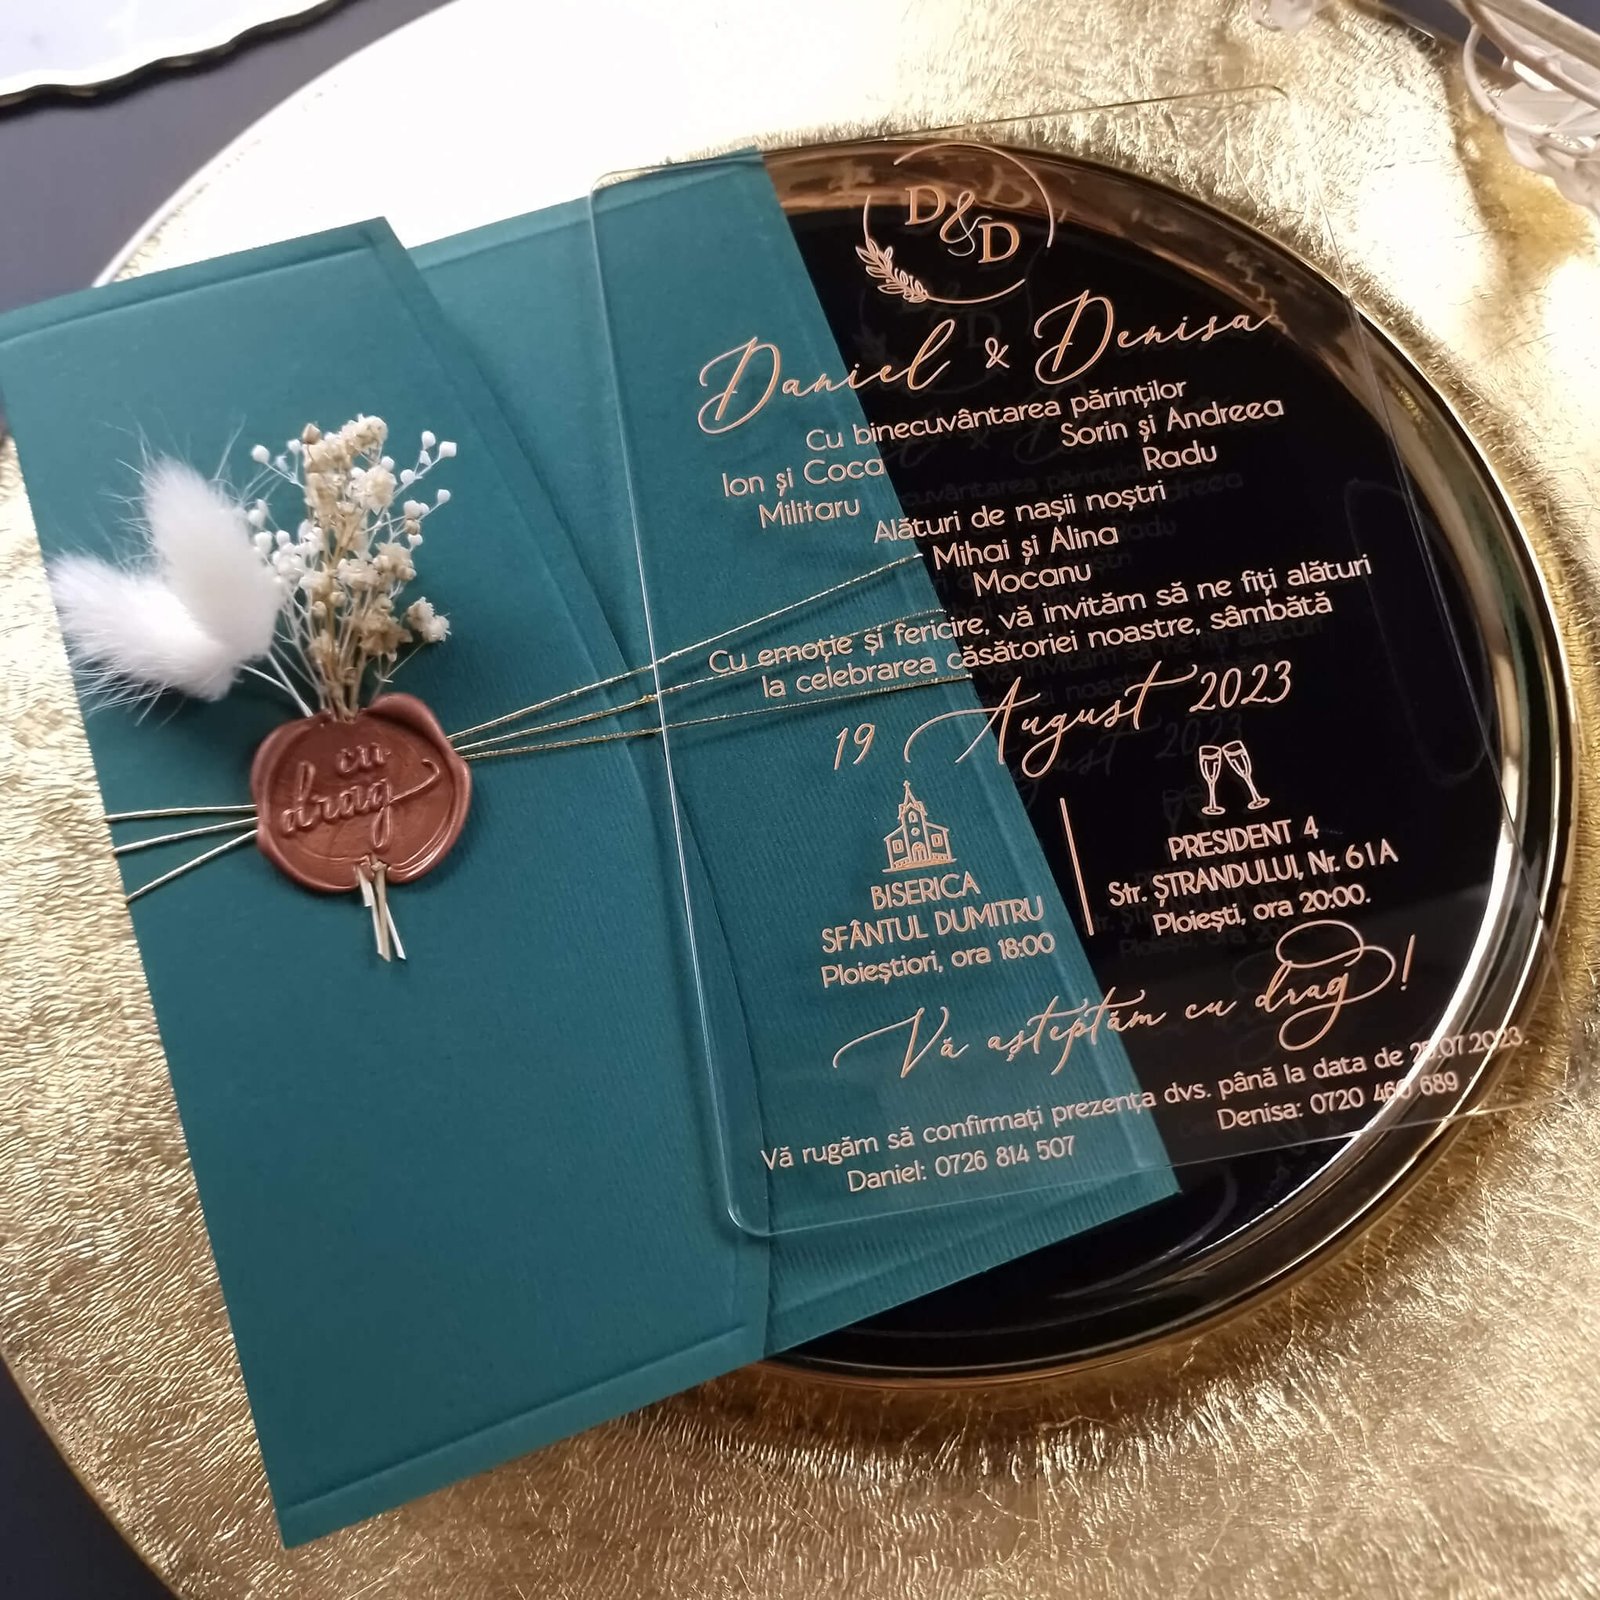 D&D
Daniel & Denisa
Cu binecuvântarea părinților
Ion și Coca
Militaru
Sorin și Andreea
Radu
Alături de nașii noștri
Mihai și Alina
Mocanu
Cu emoție și fericire, vă invităm să ne fiți alături
la celebrarea căsătoriei noastre, sâmbătă
19 August 2023
BISERICA
SFÂNTUL DUMITRU
Ploieștiori, ora 18:00
PRESIDENT 4
Str. ȘTRANDULUI, Nr. 61A
Ploiești, ora 20:00.
Vă așteptăm cu drag!
Vă rugăm să confirmați prezența dvs. până la data de
Daniel: 0726 814 507
Denisa: 0720 460 689
cu
drag